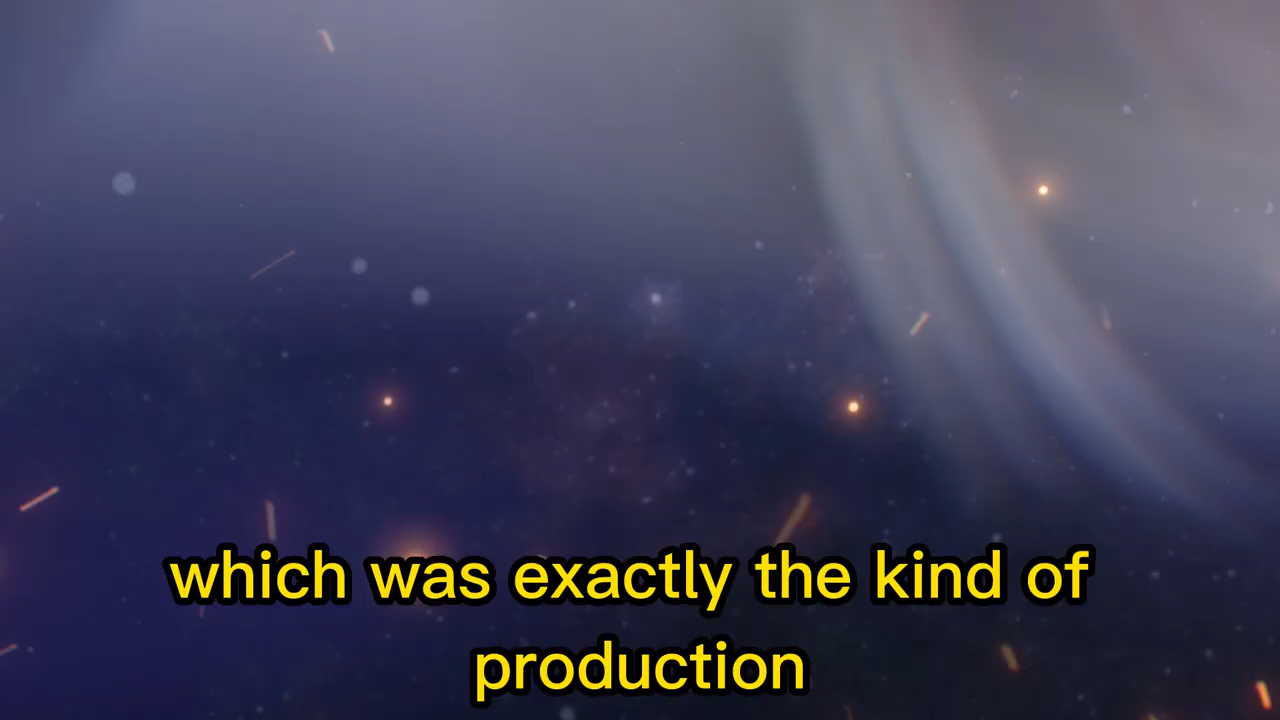 which was exactly the kind of
production